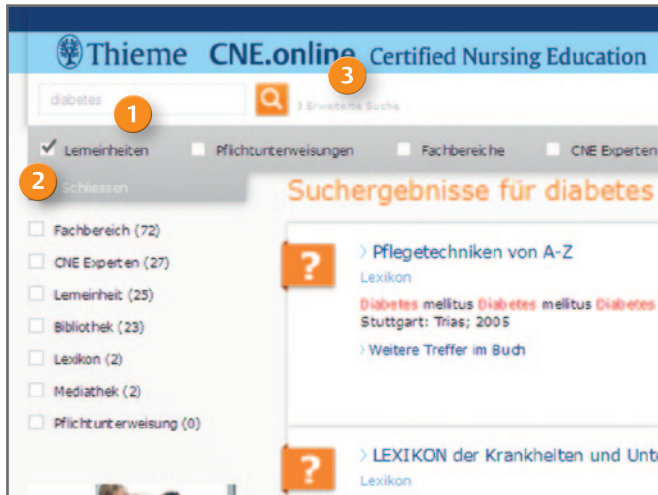 Thieme CNE.online Certified Nursing Education
3
diabetes
› Erweiterte Suche
1
✓ Lerneinheiten Pflichtunterweisungen Fachbereiche CNE Experten
2 Schliessen
Suchergebnisse für diabetes
Fachbereich (72)
CNE Experten (27)
Lerneinheit (25)
Bibliothek (23)
Lexikon (2)
Mediathek (2)
Pflichtunterweisung (0)
?
› Pflegetechniken von A-Z
Lexikon
Diabetes mellitus Diabetes mellitus Diabetes
Stuttgart: Trias; 2005
› Weitere Treffer im Buch
?
› LEXIKON der Krankheiten und Unt
Lexikon